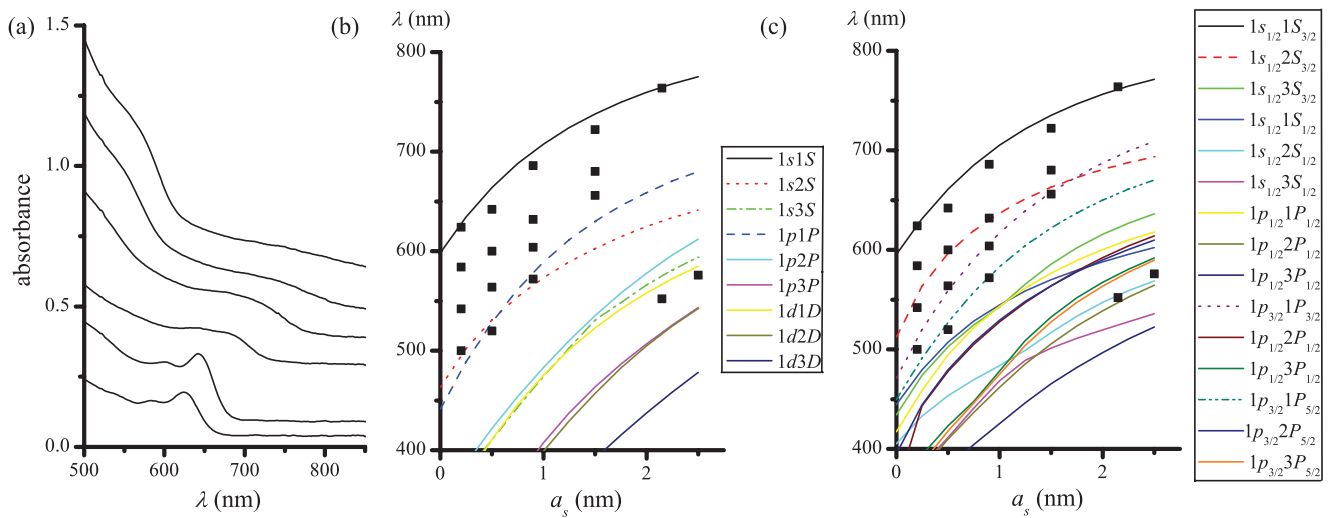 (a)
1.5
1.0
0.5
0.0
absorbance
500
600
700
800
λ (nm)
(b)
λ (nm)
800
700
600
500
400
0
1
2
a_s (nm)
1s1S
1s2S
1s3S
1p1P
1p2P
1p3P
1d1D
1d2D
1d3D
(c)
λ (nm)
800
700
600
500
400
0
1
2
a_s (nm)
1s_{1/2}1S_{3/2}
1s_{1/2}2S_{3/2}
1s_{1/2}3S_{3/2}
1s_{1/2}1S_{1/2}
1s_{1/2}2S_{1/2}
1s_{1/2}3S_{1/2}
1p_{1/2}1P_{1/2}
1p_{1/2}2P_{1/2}
1p_{1/2}3P_{1/2}
1p_{3/2}1P_{3/2}
1p_{1/2}2P_{1/2}
1p_{1/2}3P_{1/2}
1p_{3/2}1P_{5/2}
1p_{3/2}2P_{5/2}
1p_{3/2}3P_{5/2}